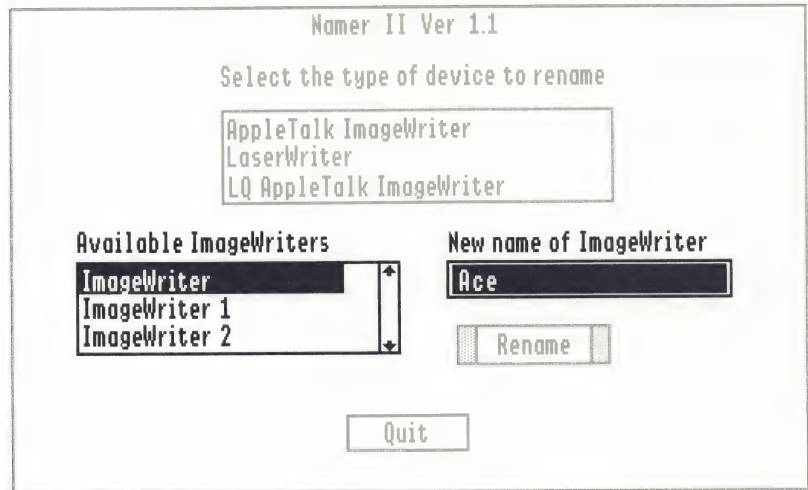 Namer II Ver 1.1
Select the type of device to rename
AppleTalk ImageWriter
LaserWriter
LQ AppleTalk ImageWriter
Available ImageWriters
ImageWriter
ImageWriter 1
ImageWriter 2
New name of ImageWriter
Ace
Rename
Quit